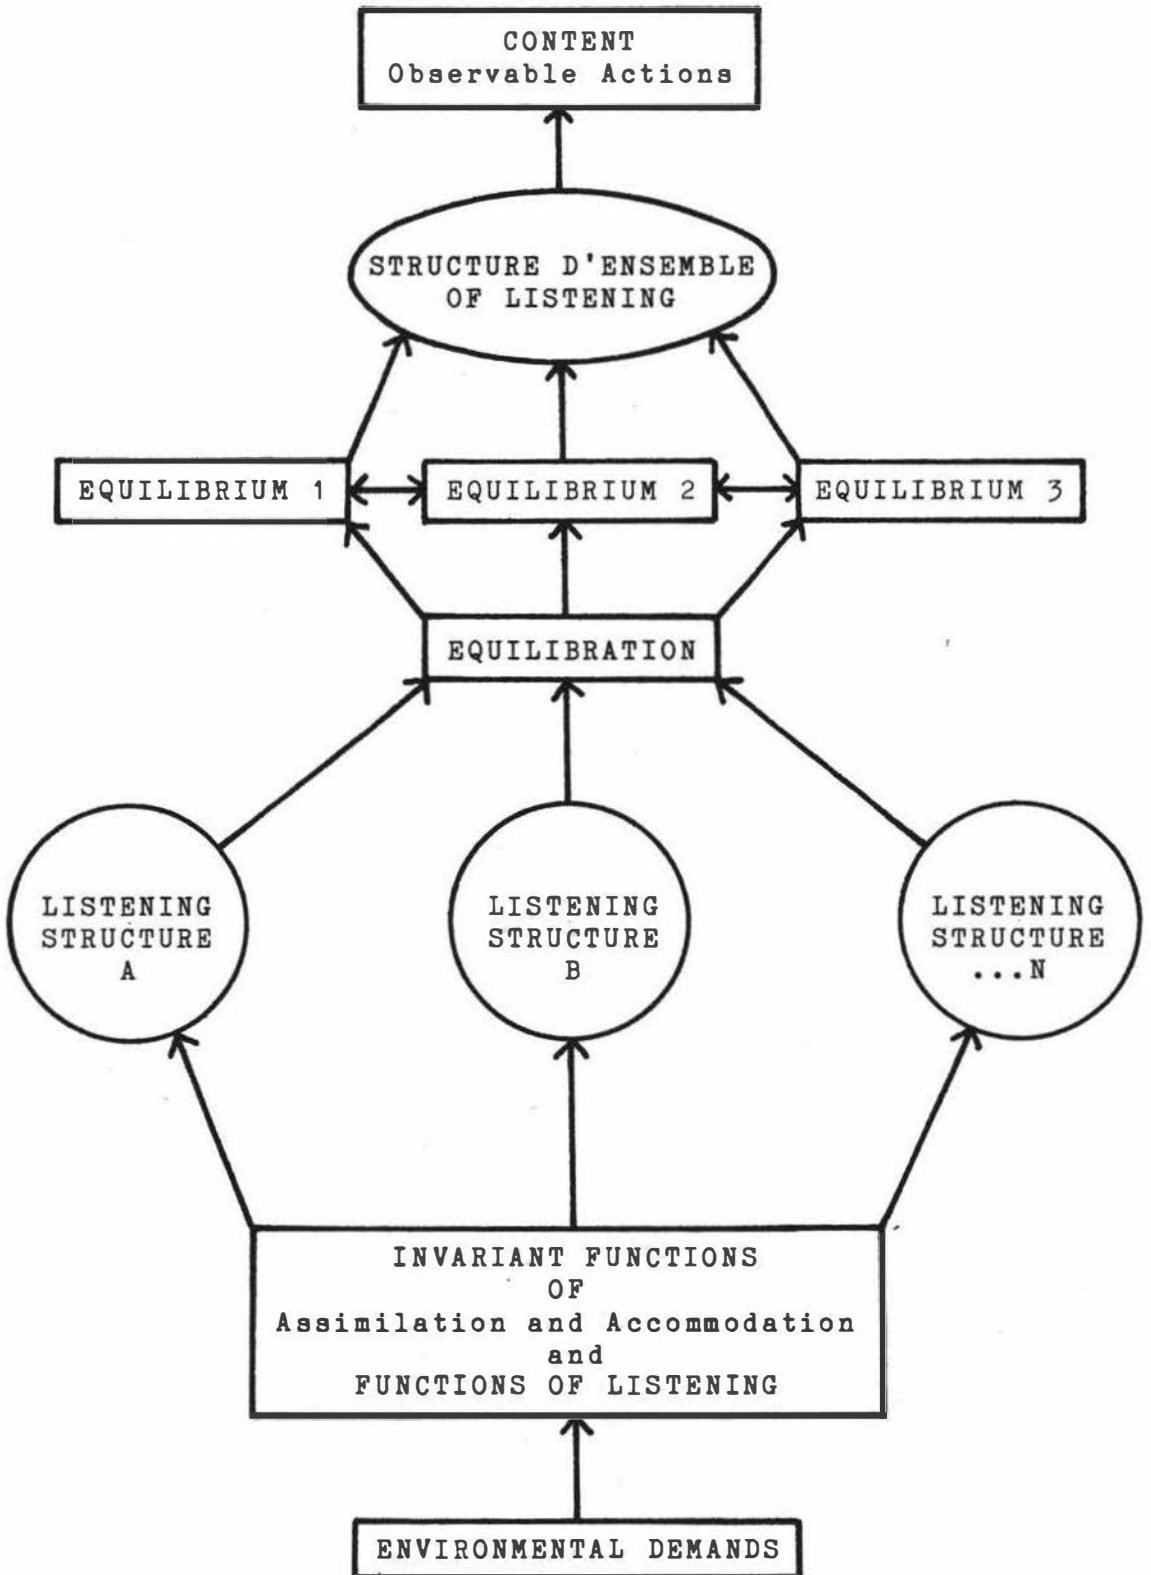 CONTENT
Observable Actions
STRUCTURE D'ENSEMBLE
OF LISTENING
EQUILIBRIUM 1
EQUILIBRIUM 2
EQUILIBRIUM 3
EQUILIBRATION
LISTENING
STRUCTURE
A
LISTENING
STRUCTURE
B
LISTENING
STRUCTURE
...N
INVARIANT FUNCTIONS
OF
Assimilation and Accommodation
and
FUNCTIONS OF LISTENING
ENVIRONMENTAL DEMANDS